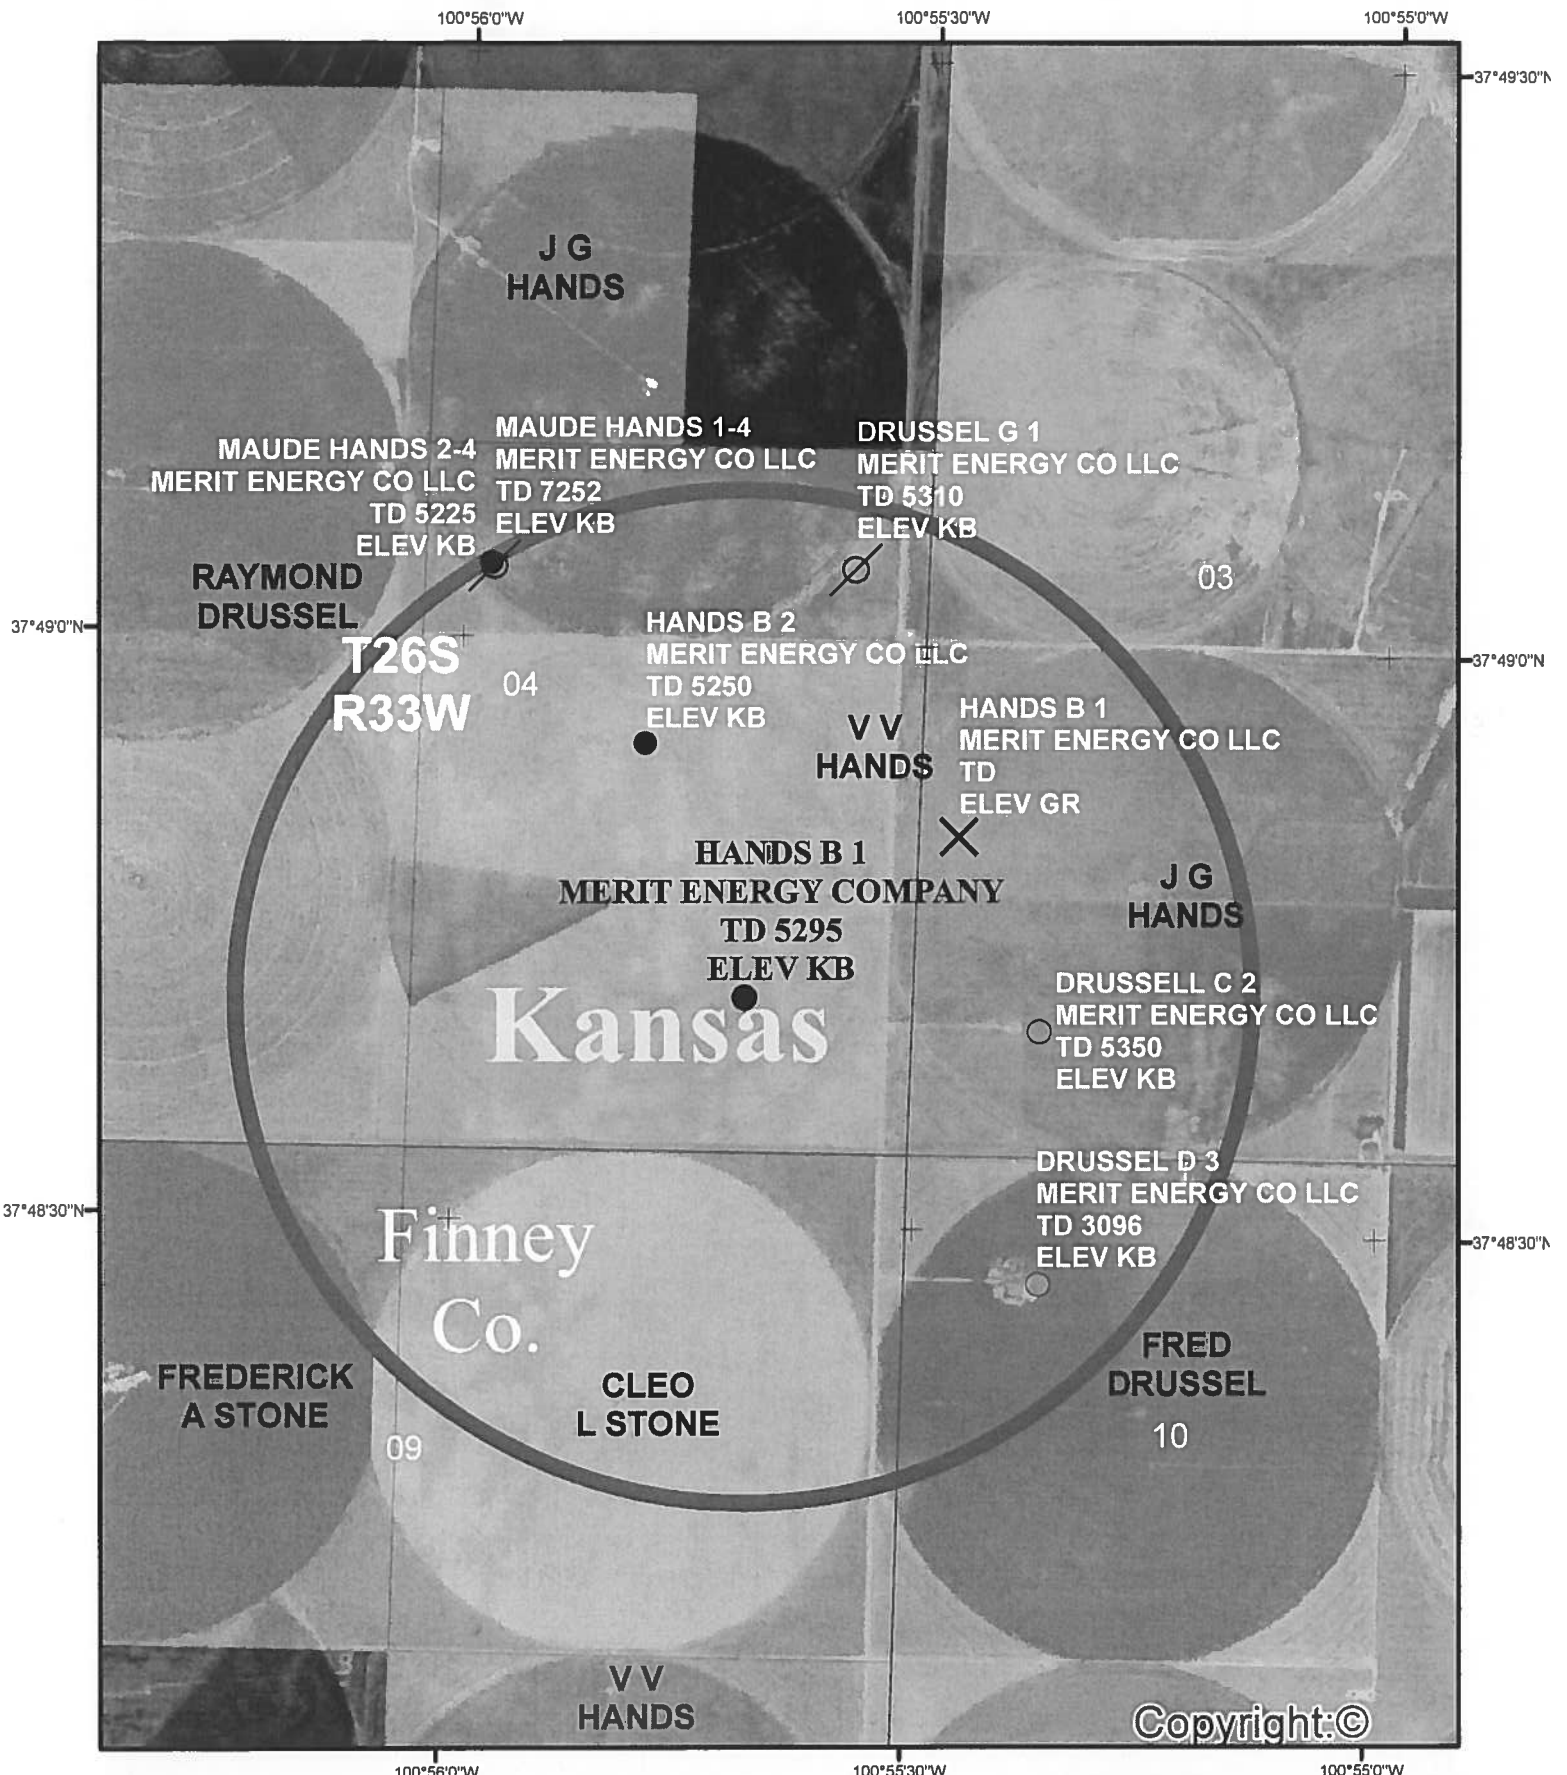 100°56'0"W
100°55'30"W
100°55'0"W
37°49'30"N
J G
HANDS
MAUDE HANDS 2-4
MERIT ENERGY CO LLC
TD 5225
ELEV KB
MAUDE HANDS 1-4
MERIT ENERGY CO LLC
TD 7252
ELEV KB
DRUSSEL G 1
MERIT ENERGY CO LLC
TD 5310
ELEV KB
RAYMOND
DRUSSEL
03
37°49'0"N
T26S
R33W
04
HANDS B 2
MERIT ENERGY CO LLC
TD 5250
ELEV KB
37°49'0"N
V V
HANDS
HANDS B 1
MERIT ENERGY CO LLC
TD
ELEV GR
HANDS B 1
MERIT ENERGY COMPANY
TD 5295
ELEV KB
J G
HANDS
Kansas
DRUSSELL C 2
MERIT ENERGY CO LLC
TD 5350
ELEV KB
DRUSSEL D 3
MERIT ENERGY CO LLC
TD 3096
ELEV KB
37°48'30"N
37°48'30"N
Finney
Co.
FREDERICK
A STONE
CLEO
L STONE
FRED
DRUSSEL
09
10
V V
HANDS
Copyright:©
100°56'0"W
100°55'30"W
100°55'0"W